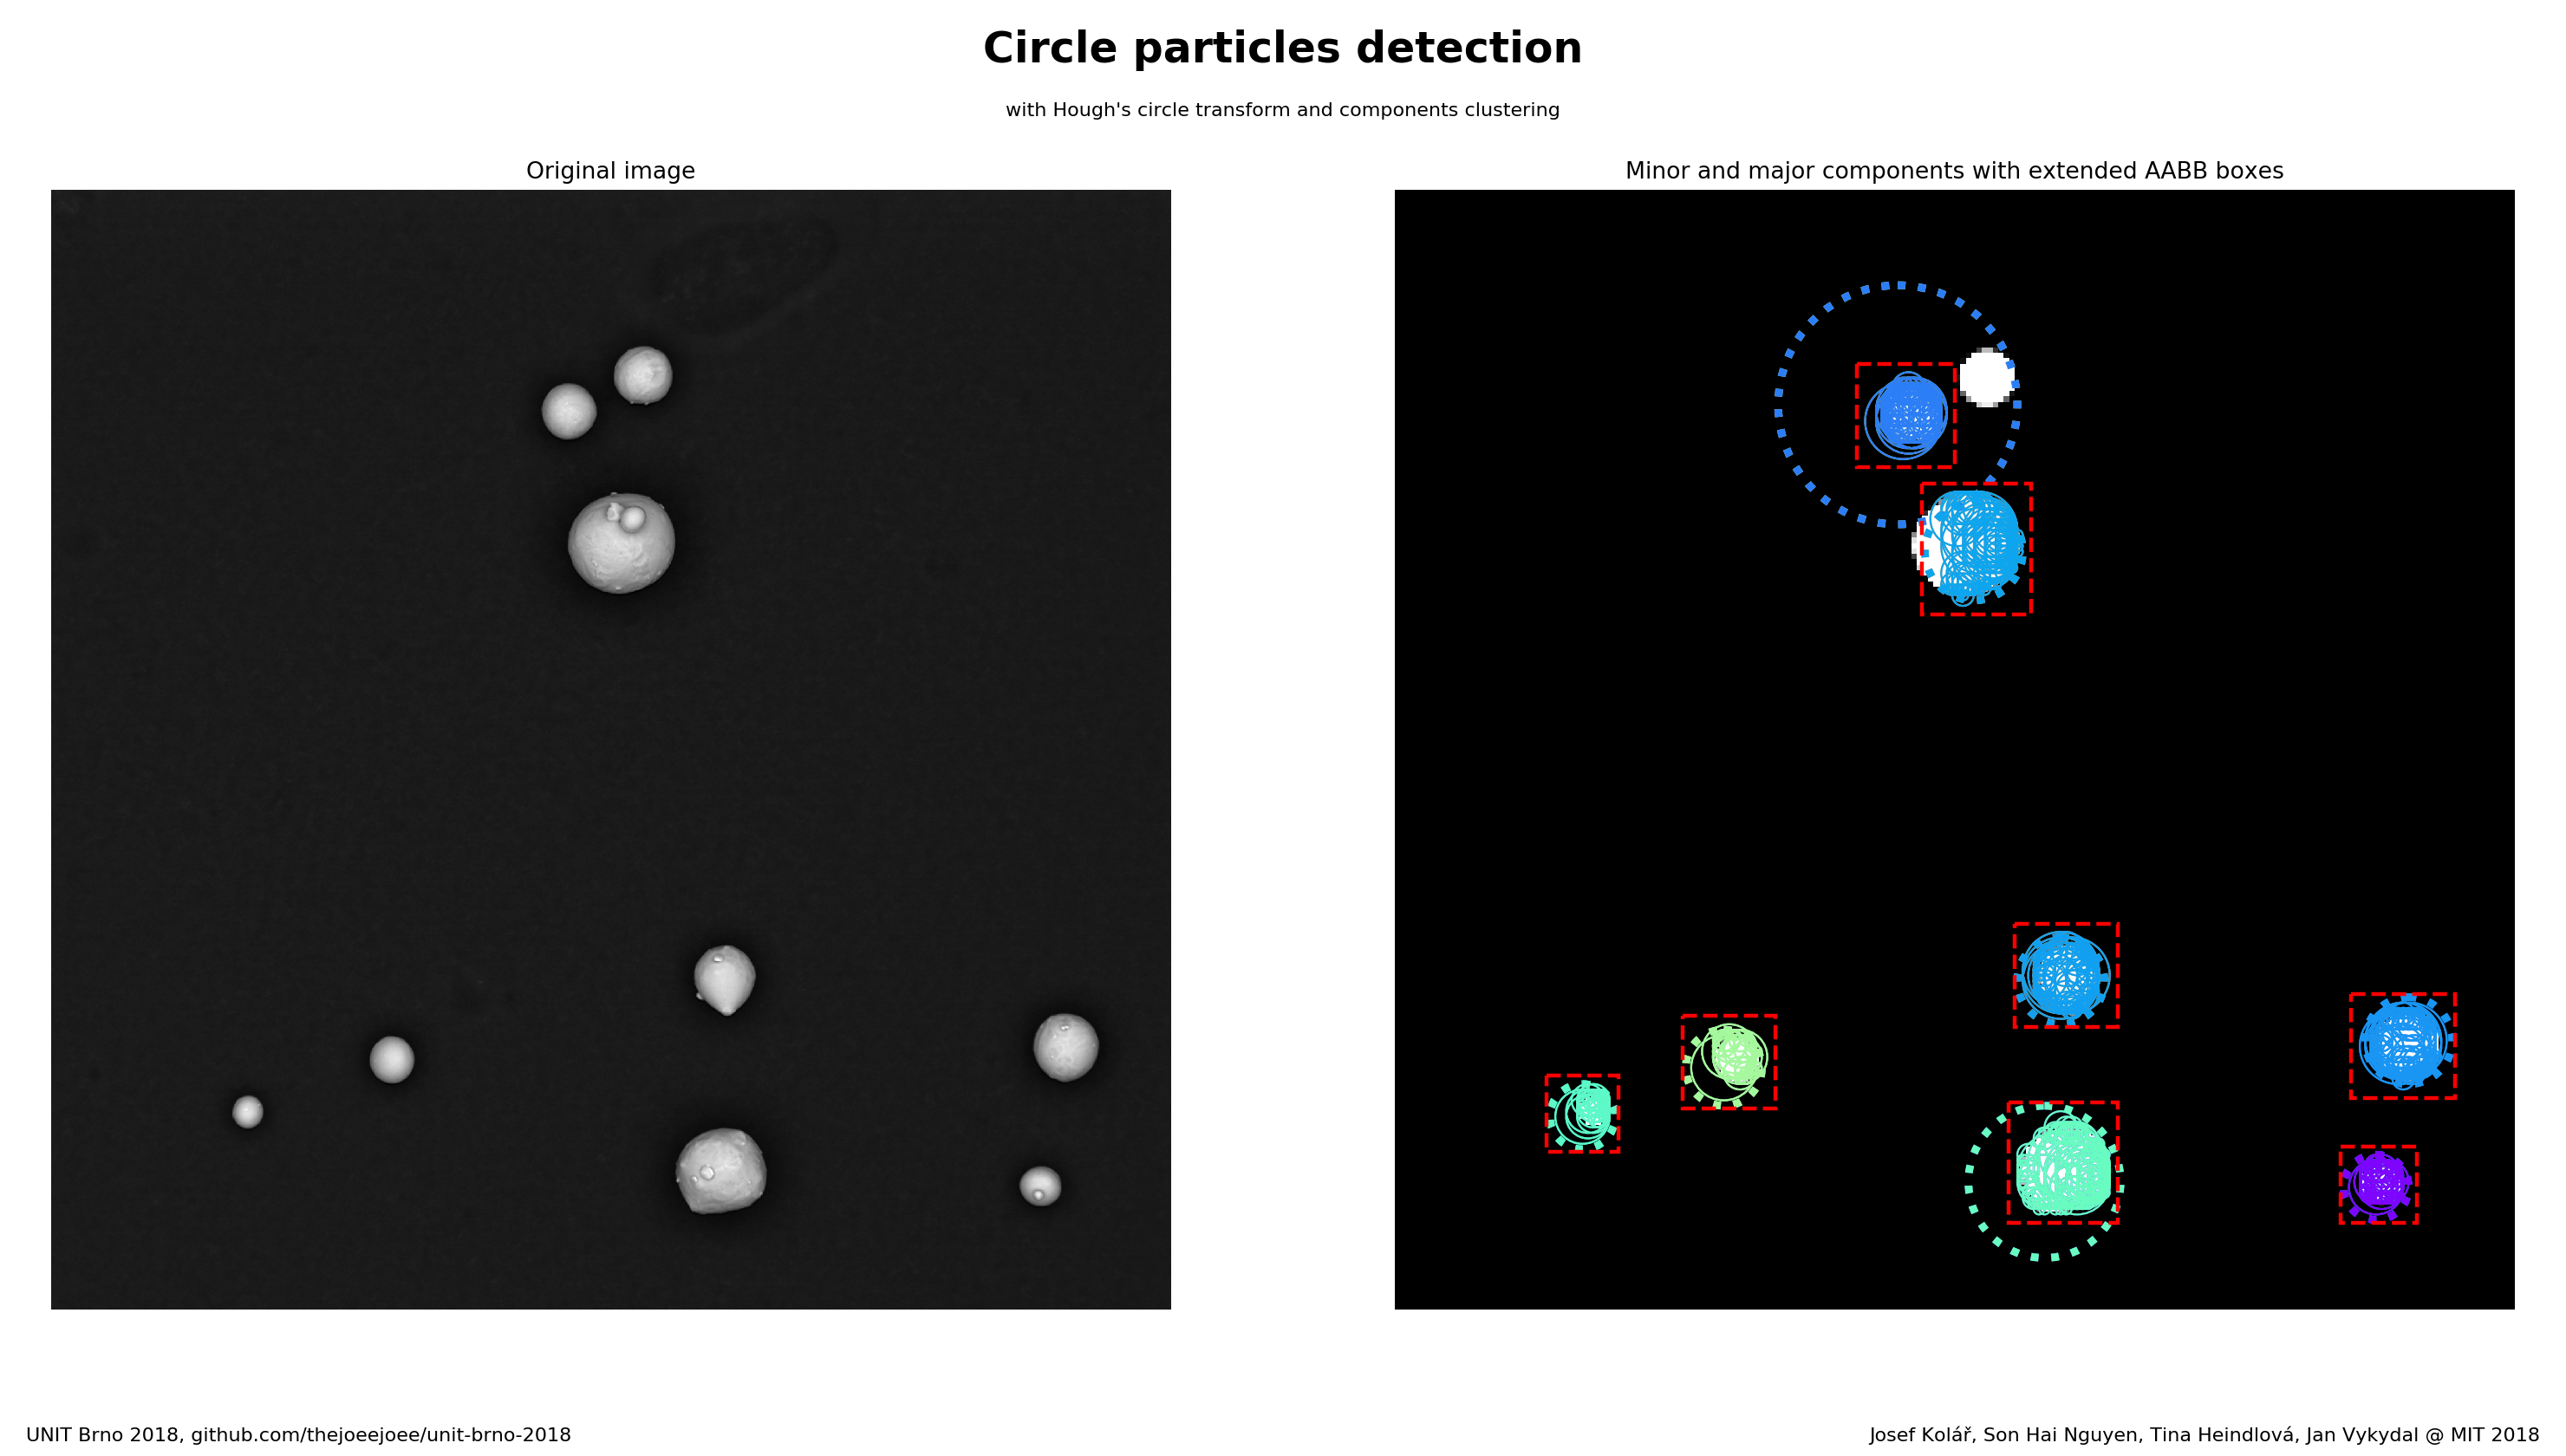 Circle particles detection
with Hough's circle transform and components clustering
Original image
Minor and major components with extended AABB boxes
UNIT Brno 2018, github.com/thejoeejoee/unit-brno-2018
Josef Kolář, Son Hai Nguyen, Tina Heindlová, Jan Vykydal @ MIT 2018